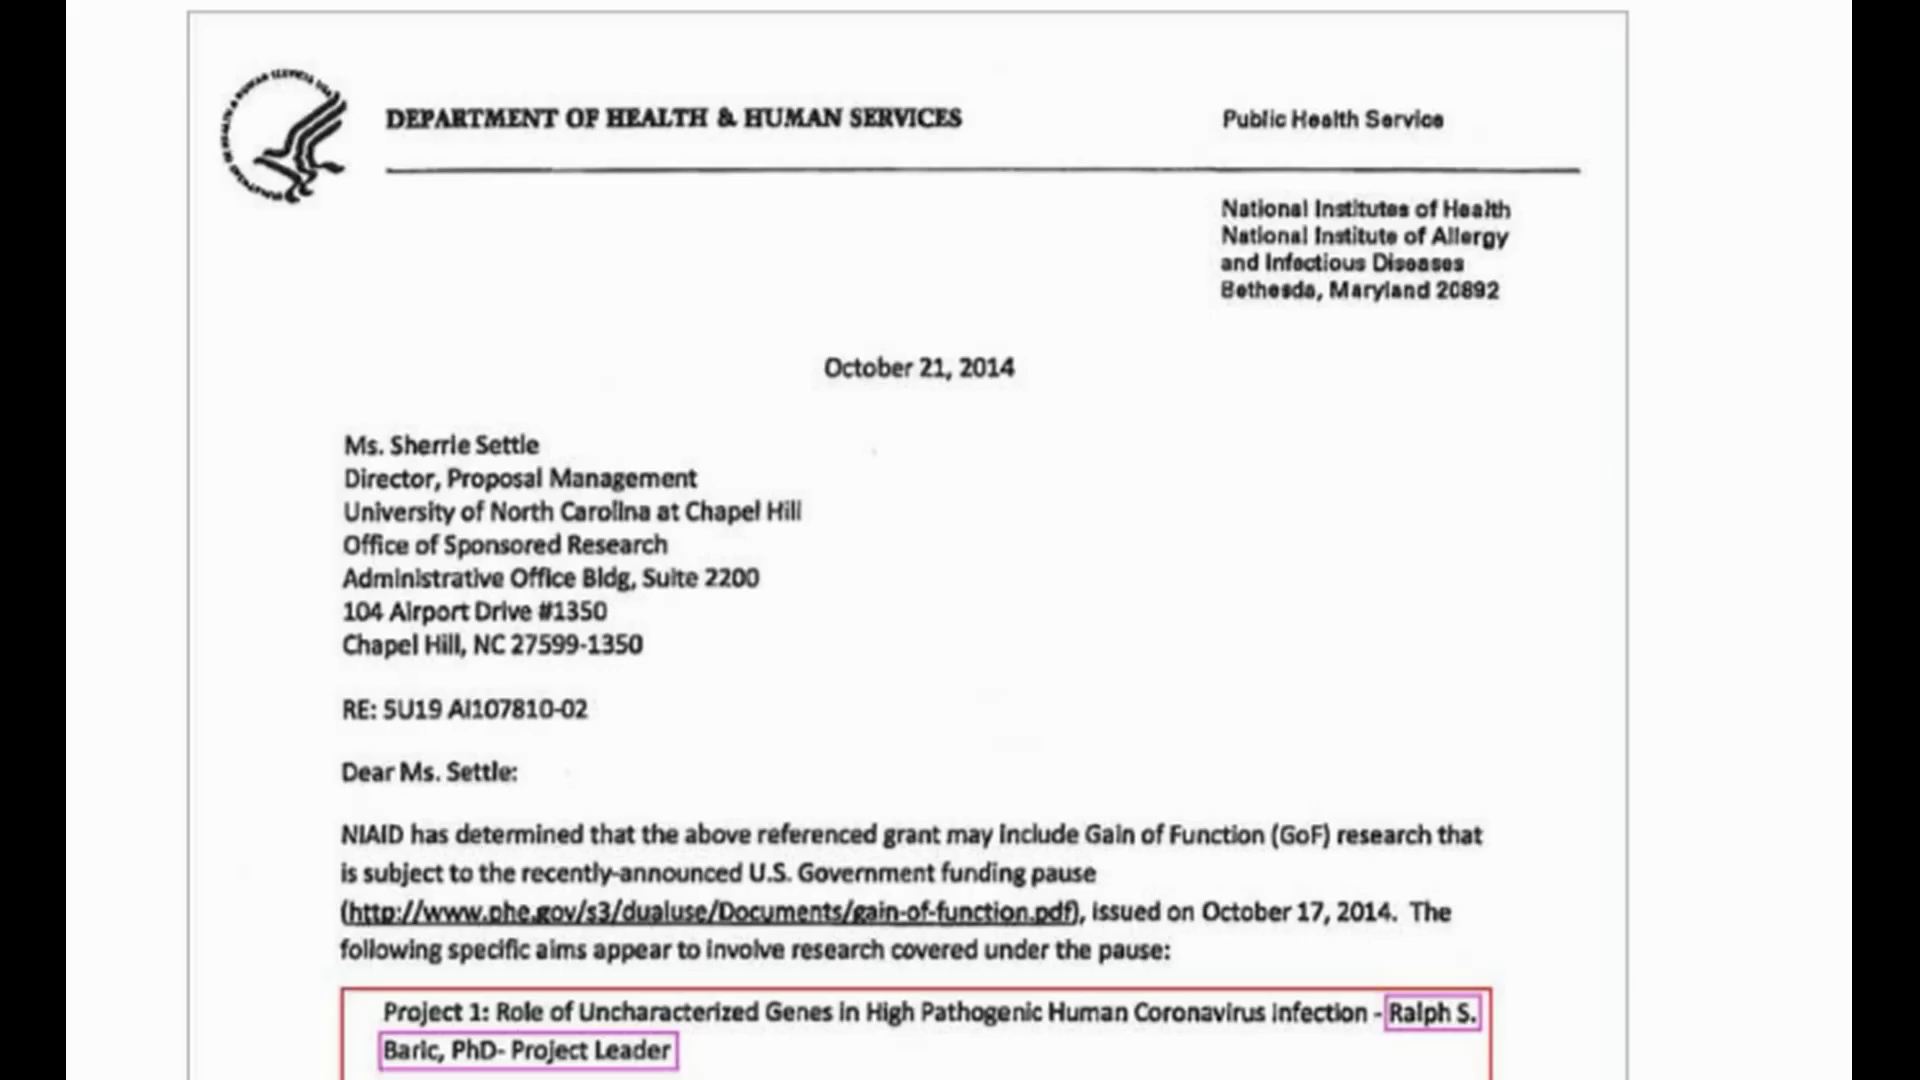 DEPARTMENT OF HEALTH & HUMAN SERVICES
Public Health Service
National Institutes of Health
National Institute of Allergy
and Infectious Diseases
Bethesda, Maryland 20892
October 21, 2014
Ms. Sherrie Settle
Director, Proposal Management
University of North Carolina at Chapel Hill
Office of Sponsored Research
Administrative Office Bldg, Suite 2200
104 Airport Drive #1350
Chapel Hill, NC 27599-1350
RE: 5U19 AI107810-02
Dear Ms. Settle:
NIAID has determined that the above referenced grant may include Gain of Function (GoF) research that
is subject to the recently-announced U.S. Government funding pause
(http://www.phe.gov/s3/dualuse/Documents/gain-of-function.pdf), issued on October 17, 2014. The
following specific aims appear to involve research covered under the pause:
Project 1: Role of Uncharacterized Genes in High Pathogenic Human Coronavirus Infection - Ralph S.
Baric, PhD- Project Leader